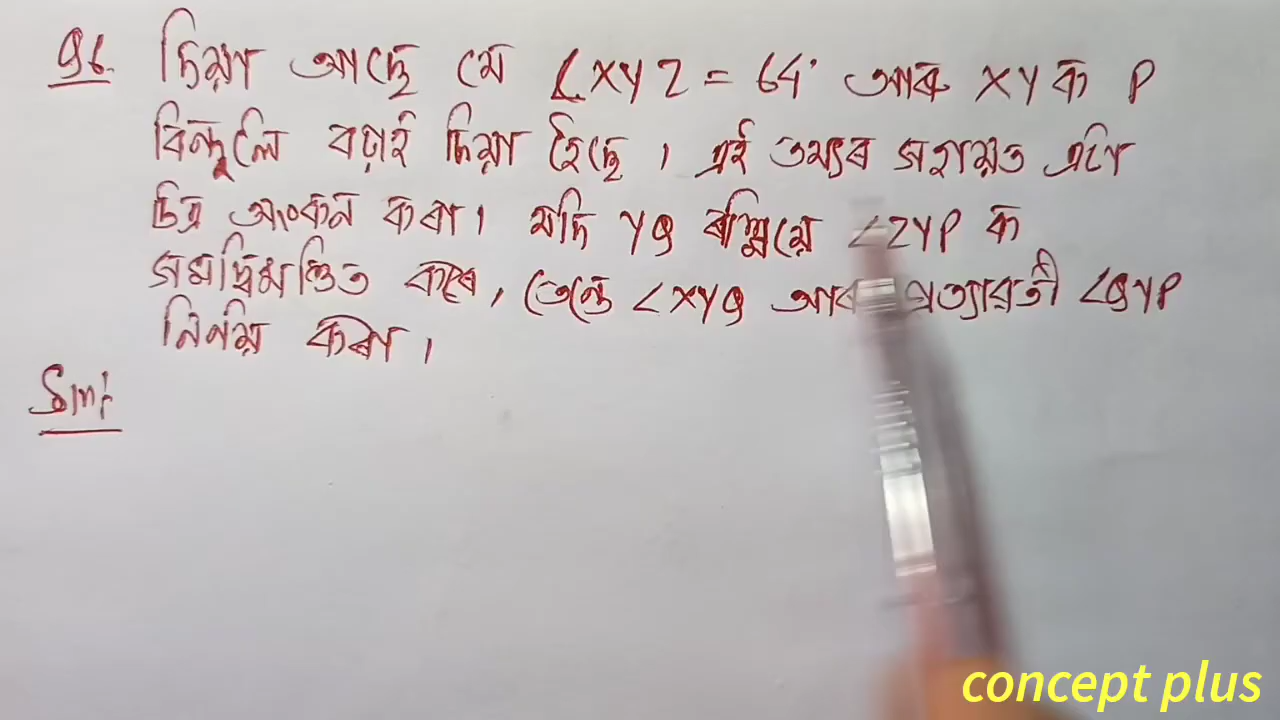 Q6. দিয়া আছে যে ∠XYZ = 64° আৰু XY ক P
বিন্দুলৈ বঢ়াই দিয়া হৈছে । এই তথ্যৰ সহায়ত এটা
চিত্ৰ অংকন কৰা । যদি YQ ৰশ্মিয়ে ∠ZYP ক
সমদ্বিখণ্ডিত কৰে, তেন্তে ∠XYQ আৰু প্ৰত্যাৱৰ্তী ∠QYP
নিৰ্ণয় কৰা ।
Soln:
concept plus